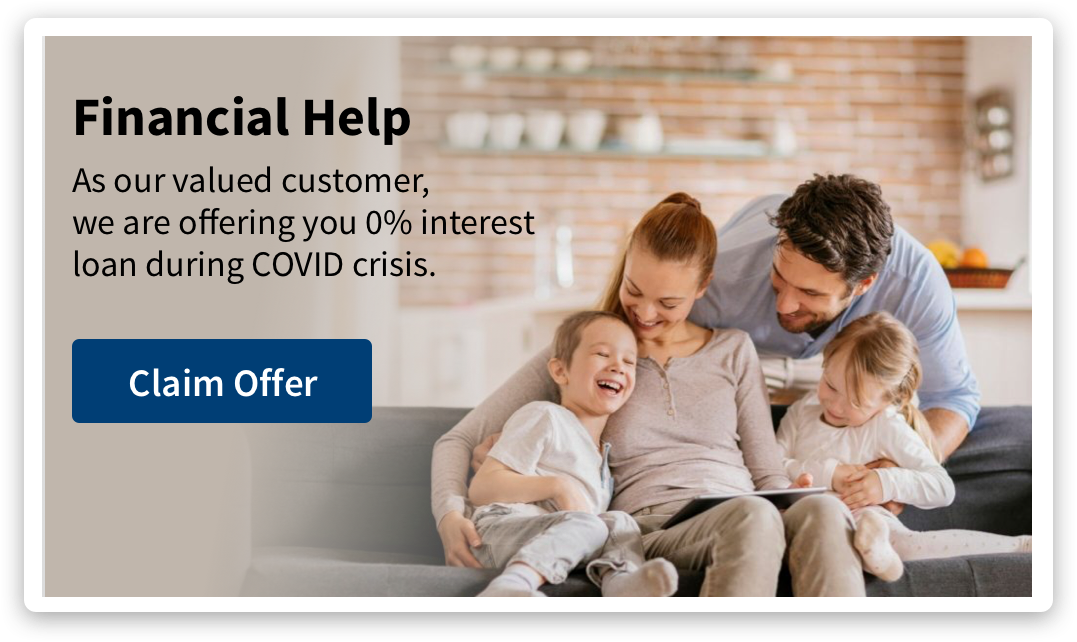 Financial Help
As our valued customer,
we are offering you 0% interest
loan during COVID crisis.
Claim Offer